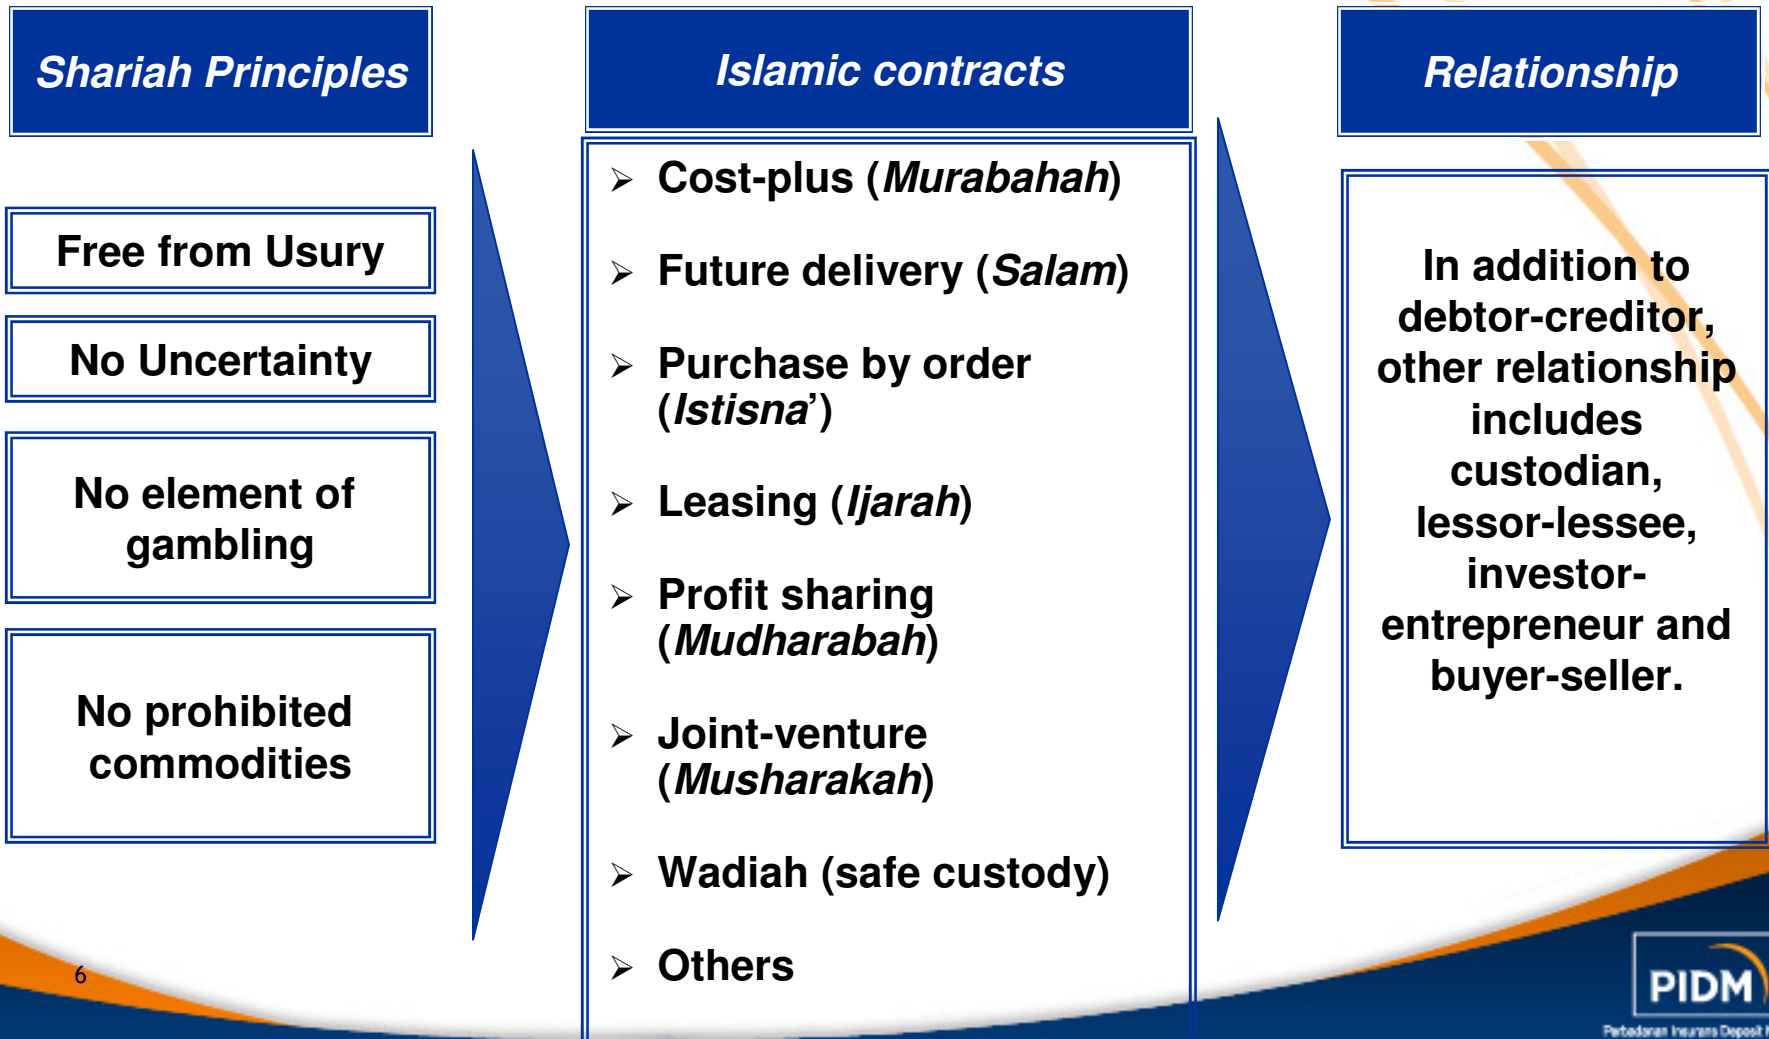 Shariah Principles
Free from Usury
No Uncertainty
No element of
gambling
No prohibited
commodities
Islamic contracts
➢ Cost-plus (Murabahah)
➢ Future delivery (Salam)
➢ Purchase by order
(Istisna’)
➢ Leasing (Ijarah)
➢ Profit sharing
(Mudharabah)
➢ Joint-venture
(Musharakah)
➢ Wadiah (safe custody)
➢ Others
Relationship
In addition to
debtor-creditor,
other relationship
includes
custodian,
lessor-lessee,
investor-
entrepreneur and
buyer-seller.
6
PIDM
Perbadanan Insurans Deposit